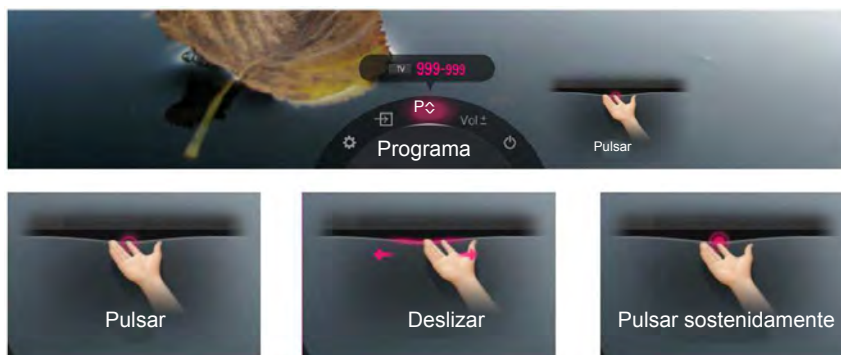 TV 999-999
P
Vol ±
Programa
Pulsar
Pulsar
Deslizar
Pulsar sostenidamente